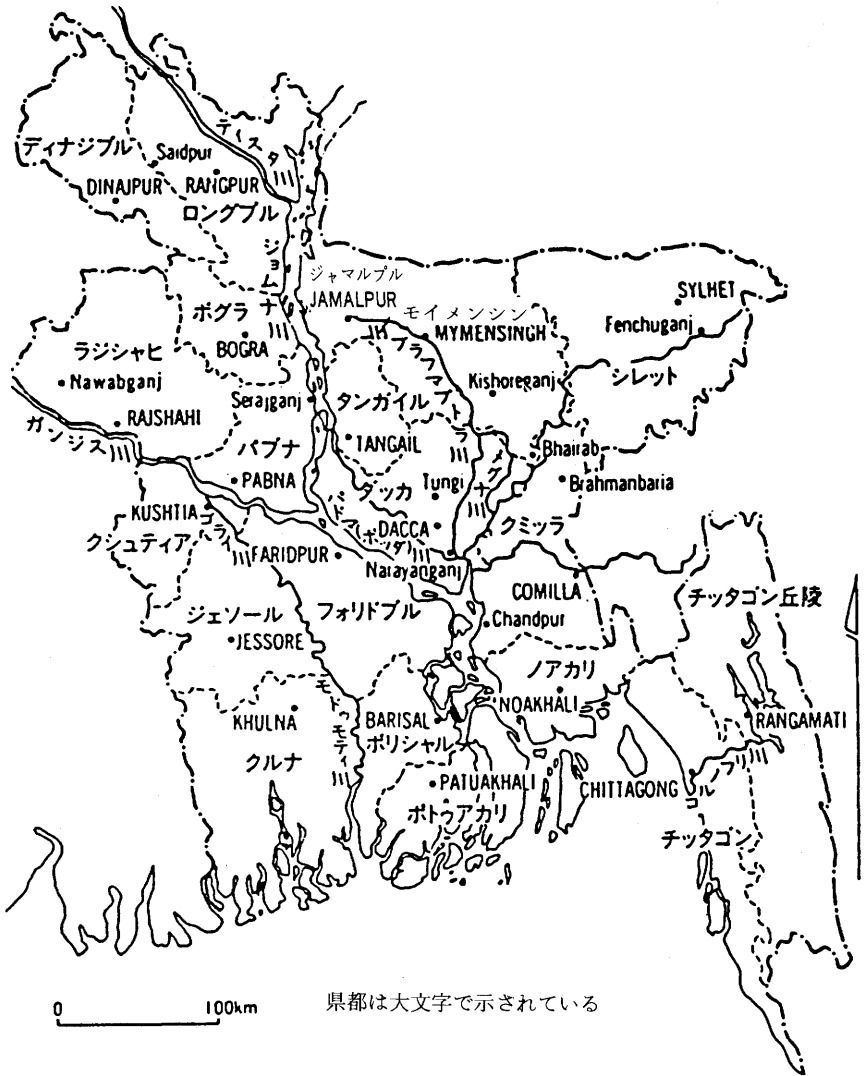 ティスタ川
ディナジプル
Saidpur
DINAJPUR
RANGPUR
ロングプル
ジョムナ川
ジャマルプル
JAMALPUR
モイメンシン
MYMENSINGH
SYLHET
Fenchuganj
ボグラ
BOGRA
ラジシャヒ
Nawabganj
RAJSHAHI
ガンジス川
Serajganj
タンガイル
TANGAIL
ブラフマプトラ川
Kishoreganj
シレット
Bhairab
Brahmanbaria
メグナ川
パブナ
PABNA
ダッカ
Tungi
DACCA
パドマ(ポッダ)川
クミッラ
KUSHTIA
クシュティア
ゴライ川
FARIDPUR
Narayanganj
COMILLA
Chandpur
チッタゴン丘陵
ジェソール
JESSORE
フォリドプル
ノアカリ
NOAKHALI
モドゥモティ川
KHULNA
クルナ
BARISAL
ボリシャル
RANGAMATI
PATUAKHALI
ポトゥアカリ
CHITTAGONG
コルノフリ川
チッタゴン
0 100km
県都は大文字で示されている